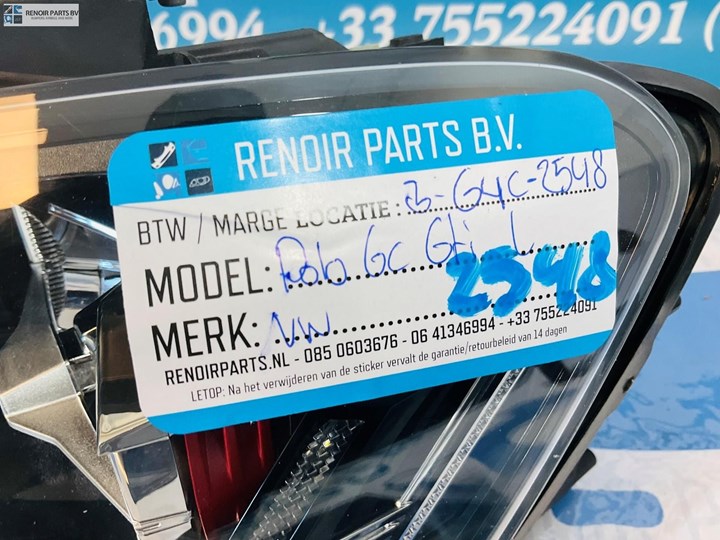 RENOIR PARTS BV
6994 +33 755224091 (
RENOIR PARTS B.V.
BTW / MARGE LOCATIE: B-G4C-2548
MODEL: Polo 6C Gti L
2548
MERK: VW
RENOIRPARTS.NL - 085 0603676 - 06 41346994 - +33 755224091
LETOP: Na het verwijderen van de sticker vervalt de garantie/retourbeleid van 14 dagen